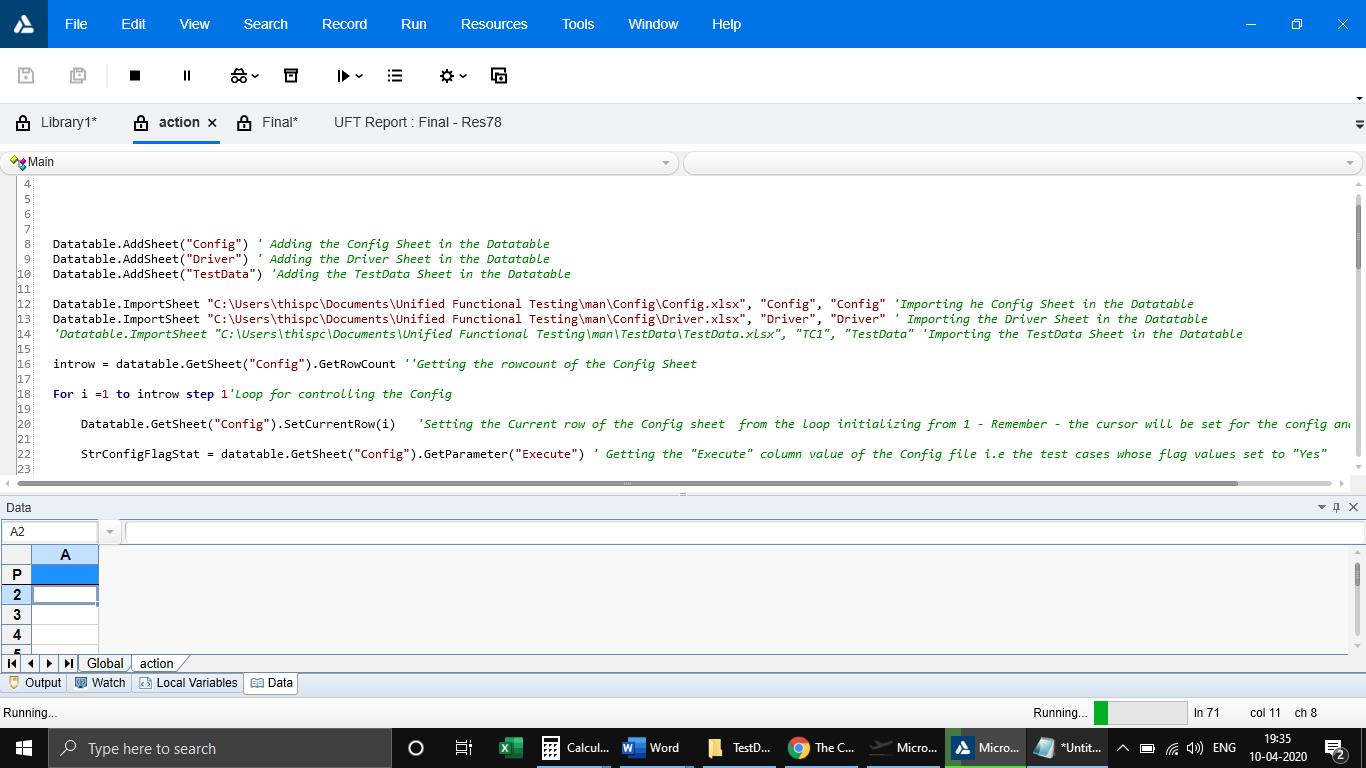 File Edit View Search Record Run Resources Tools Window Help
Library1* action Final* UFT Report : Final - Res78
Main
4
5
6
7
8 Datatable.AddSheet("Config") ' Adding the Config Sheet in the Datatable
9 Datatable.AddSheet("Driver") ' Adding the Driver Sheet in the Datatable
10 Datatable.AddSheet("TestData") 'Adding the TestData Sheet in the Datatable
11
12 Datatable.ImportSheet "C:\Users\thispc\Documents\Unified Functional Testing\man\Config\Config.xlsx", "Config", "Config" 'Importing he Config Sheet in the Datatable
13 Datatable.ImportSheet "C:\Users\thispc\Documents\Unified Functional Testing\man\Config\Driver.xlsx", "Driver", "Driver" ' Importing the Driver Sheet in the Datatable
14 'Datatable.ImportSheet "C:\Users\thispc\Documents\Unified Functional Testing\man\TestData\TestData.xlsx", "TC1", "TestData" 'Importing the TestData Sheet in the Datatable
15
16 introw = datatable.GetSheet("Config").GetRowCount ''Getting the rowcount of the Config Sheet
17
18 For i =1 to introw step 1'Loop for controlling the Config
19
20 Datatable.GetSheet("Config").SetCurrentRow(i) 'Setting the Current row of the Config sheet from the loop initializing from 1 - Remember - the cursor will be set for the config an
21
22 StrConfigFlagStat = datatable.GetSheet("Config").GetParameter("Execute") ' Getting the "Execute" column value of the Config file i.e the test cases whose flag values set to "Yes"
23
Data
A2
A
P
2
3
4
5
Global action
Output Watch Local Variables Data
Running... Running... ln 71 col 11 ch 8
Type here to search Calcul... Word TestD... The C... Micro... Micro... *Untit... ENG 19:35
10-04-2020 2